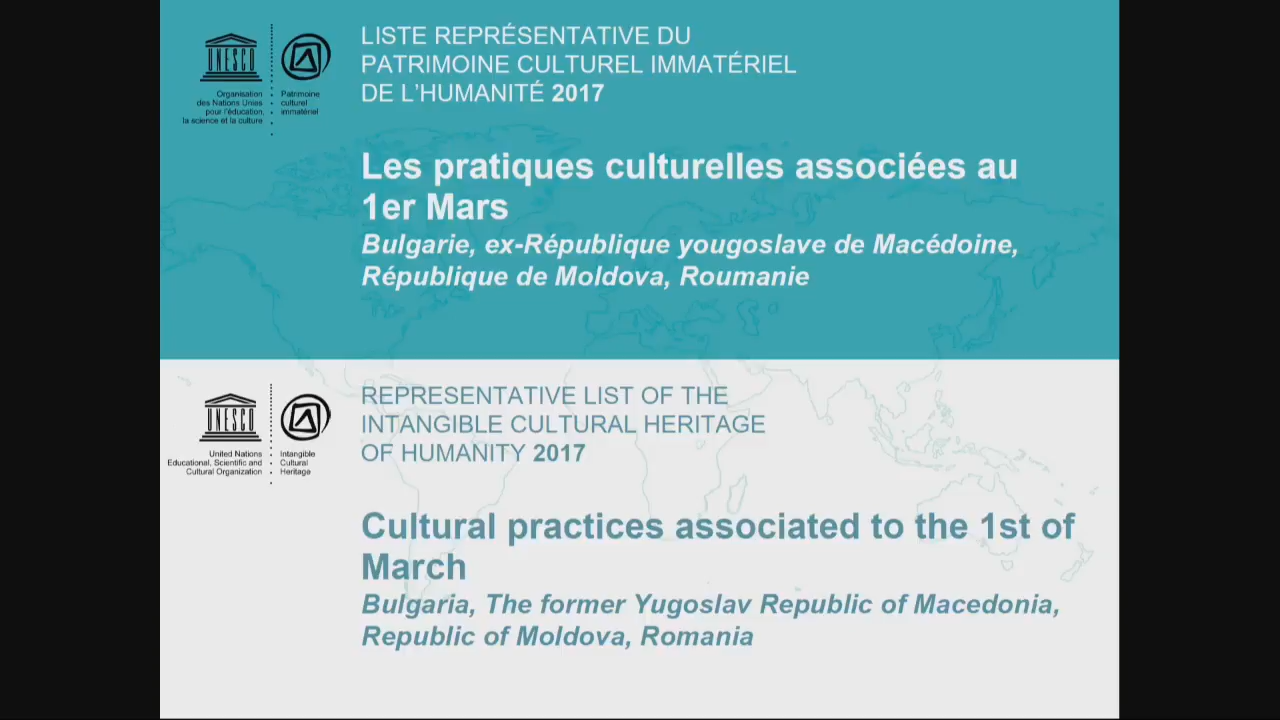 UNESCO
Organisation
des Nations Unies
pour l'éducation,
la science et la culture
Patrimoine
culturel
immatériel
LISTE REPRÉSENTATIVE DU
PATRIMOINE CULTUREL IMMATÉRIEL
DE L'HUMANITÉ 2017
Les pratiques culturelles associées au
1er Mars
Bulgarie, ex-République yougoslave de Macédoine,
République de Moldova, Roumanie
UNESCO
United Nations
Educational, Scientific and
Cultural Organization
Intangible
Cultural
Heritage
REPRESENTATIVE LIST OF THE
INTANGIBLE CULTURAL HERITAGE
OF HUMANITY 2017
Cultural practices associated to the 1st of
March
Bulgaria, The former Yugoslav Republic of Macedonia,
Republic of Moldova, Romania